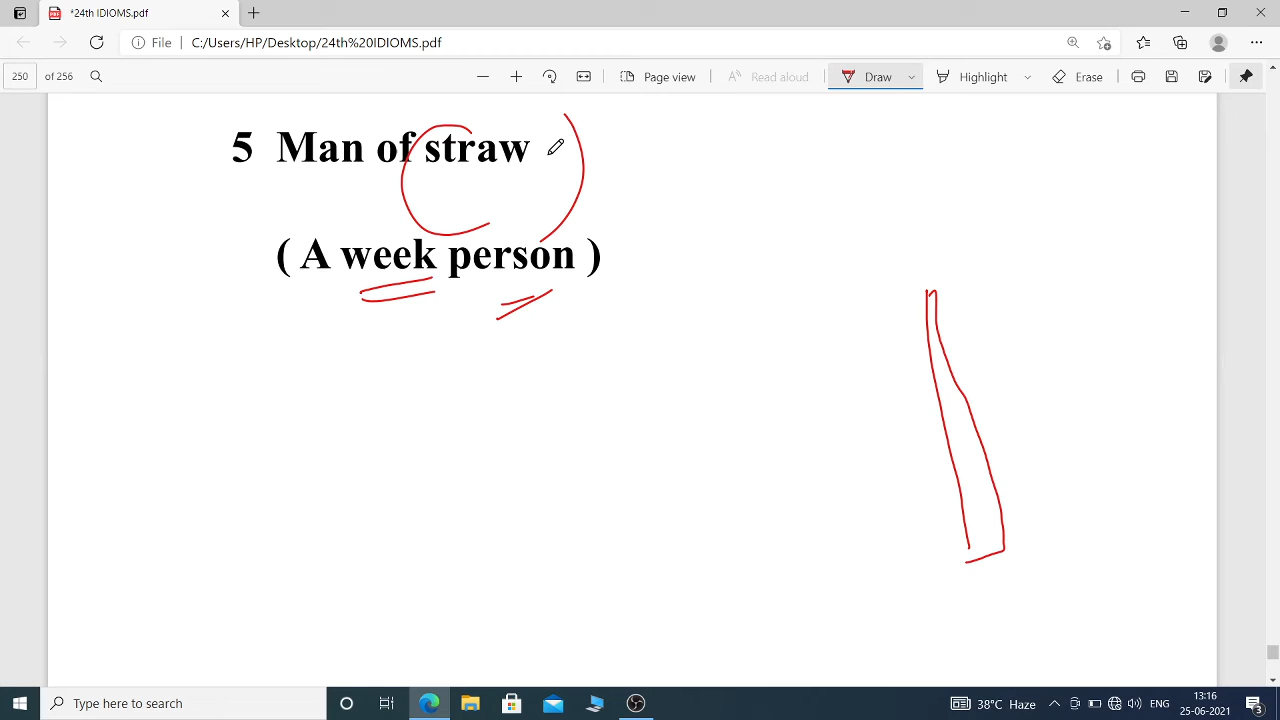 *24th IDIOMS.pdf
File C:/Users/HP/Desktop/24th%20IDIOMS.pdf
250 of 256 Page view Read aloud Draw Highlight Erase
5 Man of straw
( A week person )
Type here to search 38°C Haze ENG 13:16
25-06-2021